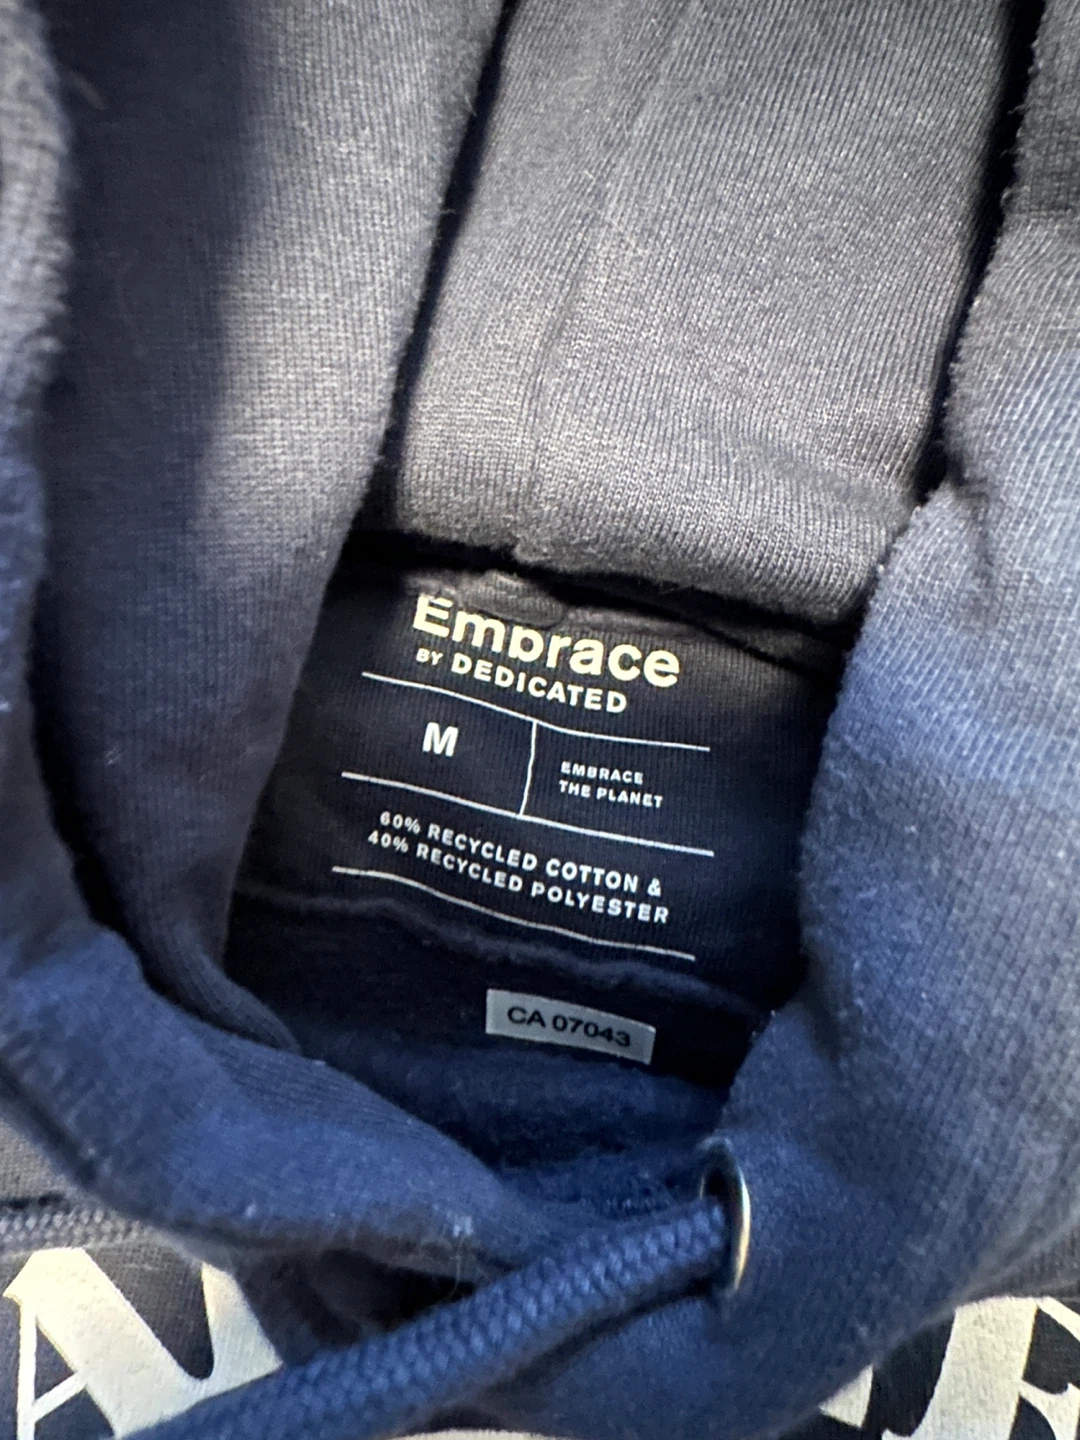 Embrace
BY DEDICATED
M
EMBRACE
THE PLANET
60% RECYCLED COTTON &
40% RECYCLED POLYESTER
CA 07043